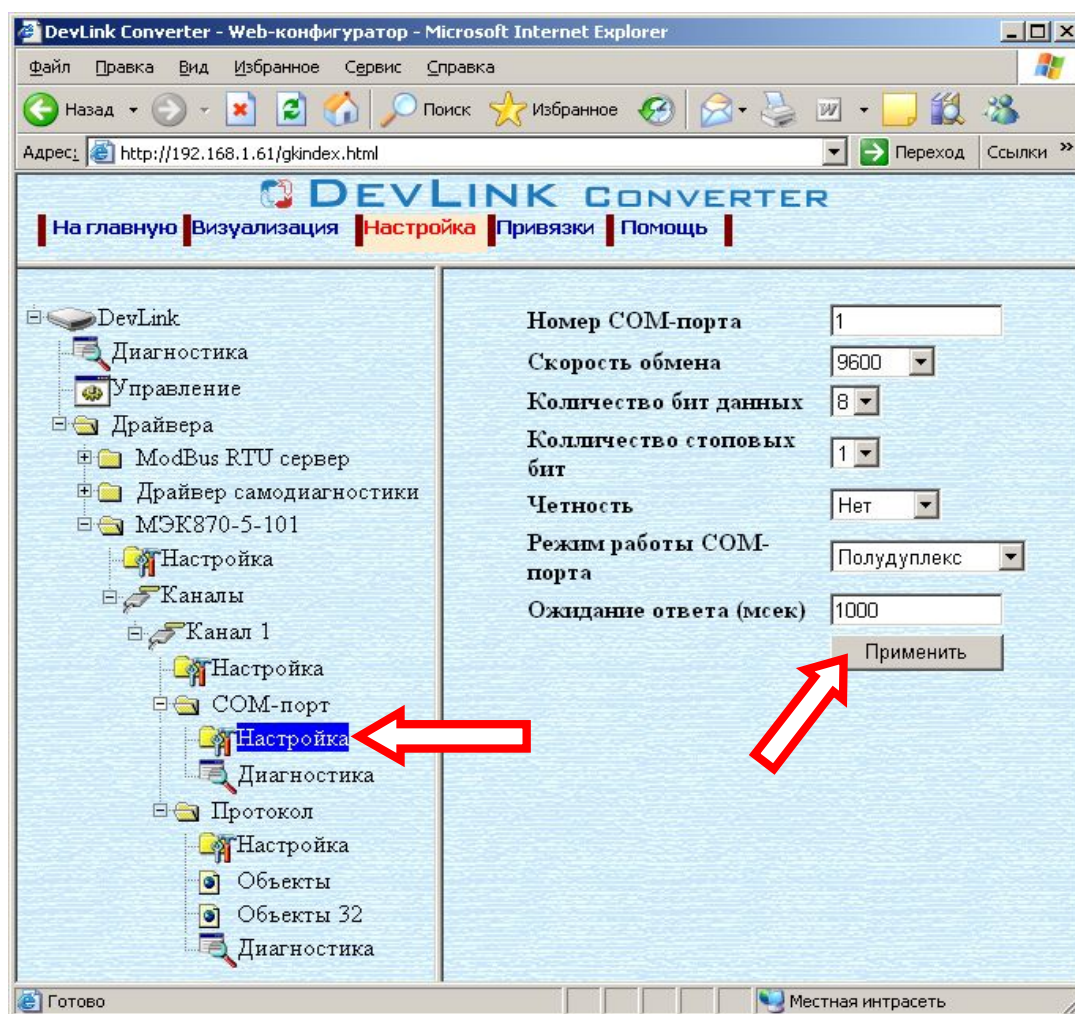 DevLink Converter - Web-конфигуратор - Microsoft Internet Explorer
Файл Правка Вид Избранное Сервис Справка
Назад Поиск Избранное
Адрес: http://192.168.1.61/gkindex.html Переход Ссылки »
DEVLINK CONVERTER
На главную Визуализация Настройка Привязки Помощь
DevLink
Диагностика
Управление
Драйвера
ModBus RTU сервер
Драйвер самодиагностики
МЭК870-5-101
Настройка
Каналы
Канал 1
Настройка
COM-порт
Настройка
Диагностика
Протокол
Настройка
Объекты
Объекты 32
Диагностика
Номер COM-порта 1
Скорость обмена 9600
Количество бит данных 8
Колличество стоповых
бит 1
Четность Нет
Режим работы COM-
порта Полудуплекс
Ожидание ответа (мсек) 1000
Применить
Готово Местная интрасеть